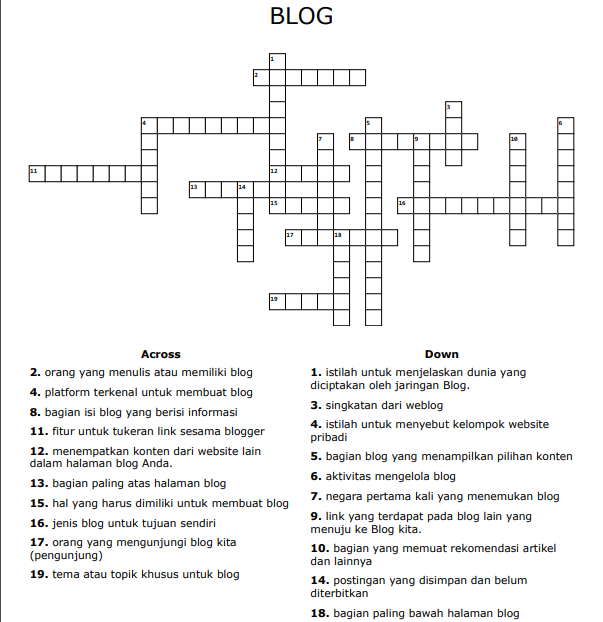 BLOG
1
2
3
4
5
6
7
8
9
10
11
12
13
14
15
16
17
18
19
Across
2. orang yang menulis atau memiliki blog
4. platform terkenal untuk membuat blog
8. bagian isi blog yang berisi informasi
11. fitur untuk tukeran link sesama blogger
12. menempatkan konten dari website lain
dalam halaman blog Anda.
13. bagian paling atas halaman blog
15. hal yang harus dimiliki untuk membuat blog
16. jenis blog untuk tujuan sendiri
17. orang yang mengunjungi blog kita
(pengunjung)
19. tema atau topik khusus untuk blog
Down
1. istilah untuk menjelaskan dunia yang
diciptakan oleh jaringan Blog.
3. singkatan dari weblog
4. istilah untuk menyebut kelompok website
pribadi
5. bagian blog yang menampilkan pilihan konten
6. aktivitas mengelola blog
7. negara pertama kali yang menemukan blog
9. link yang terdapat pada blog lain yang
menuju ke Blog kita.
10. bagian yang memuat rekomendasi artikel
dan lainnya
14. postingan yang disimpan dan belum
diterbitkan
18. bagian paling bawah halaman blog